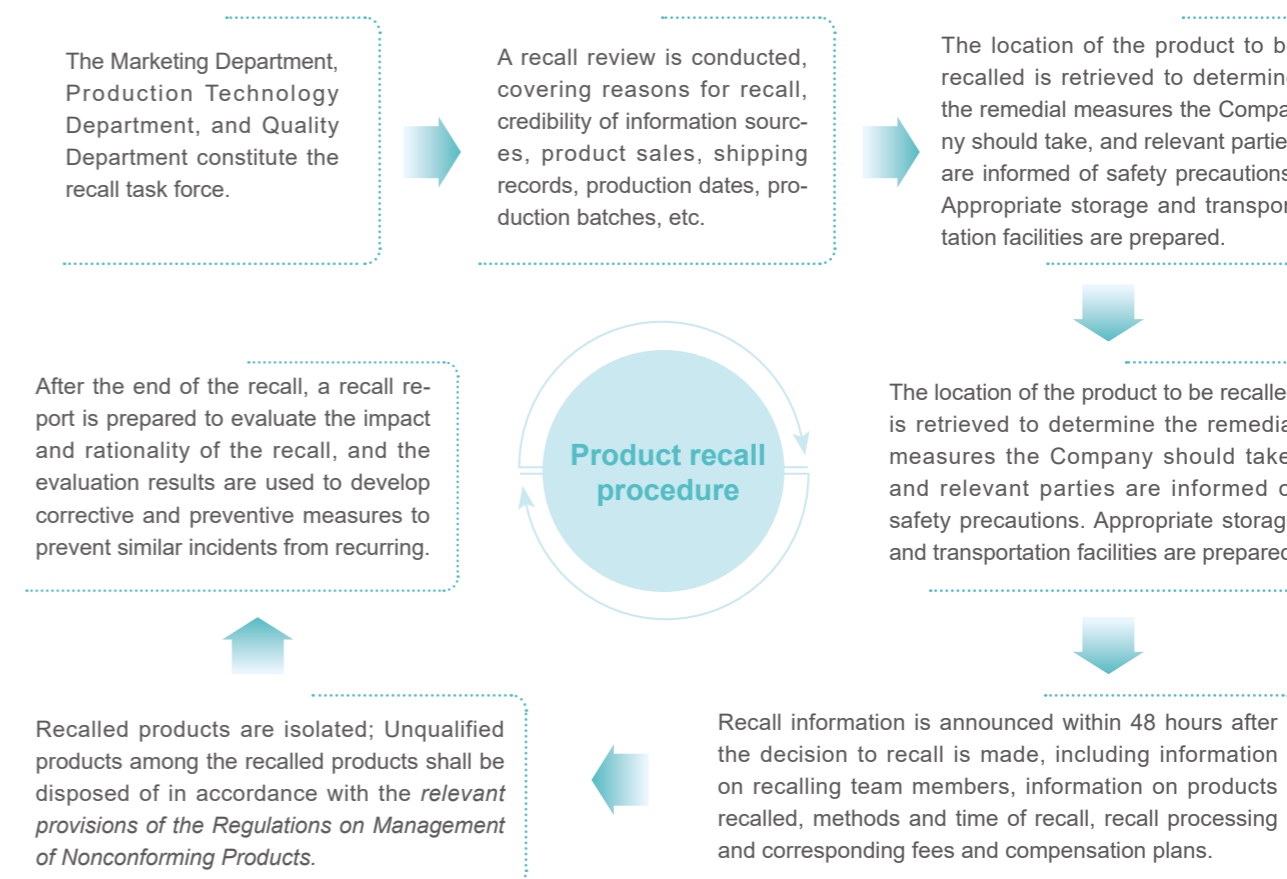 The Marketing Department,
Production Technology
Department, and Quality
Department constitute the
recall task force.
A recall review is conducted,
covering reasons for recall,
credibility of information sourc-
es, product sales, shipping
records, production dates, pro-
duction batches, etc.
The location of the product to b
recalled is retrieved to determin
the remedial measures the Compa
ny should take, and relevant partie
are informed of safety precautions
Appropriate storage and transpor
tation facilities are prepared.
After the end of the recall, a recall re-
port is prepared to evaluate the impact
and rationality of the recall, and the
evaluation results are used to develop
corrective and preventive measures to
prevent similar incidents from recurring.
Product recall
procedure
The location of the product to be recalle
is retrieved to determine the remedia
measures the Company should take
and relevant parties are informed o
safety precautions. Appropriate storag
and transportation facilities are prepared
Recalled products are isolated; Unqualified
products among the recalled products shall be
disposed of in accordance with the relevant
provisions of the Regulations on Management
of Nonconforming Products.
Recall information is announced within 48 hours after
the decision to recall is made, including information
on recalling team members, information on products
recalled, methods and time of recall, recall processing
and corresponding fees and compensation plans.